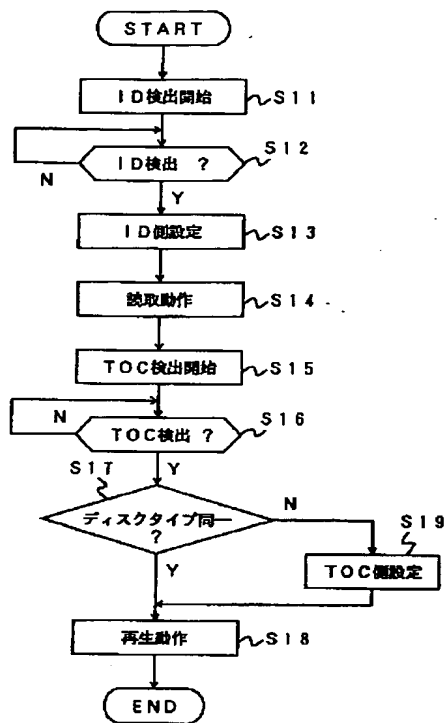 START
ID検出開始
S11
ID検出 ?
S12
N
Y
ID側設定
S13
読取動作
S14
TOC検出開始
S15
N
TOC検出 ?
S16
S17
Y
ディスクタイプ同一
?
N
S19
Y
TOC側設定
再生動作
S18
END